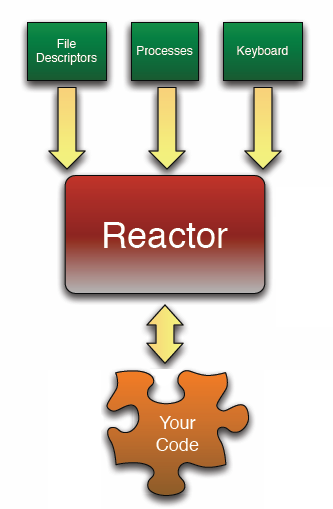 File
Descriptors
Processes
Keyboard
Reactor
Your
Code